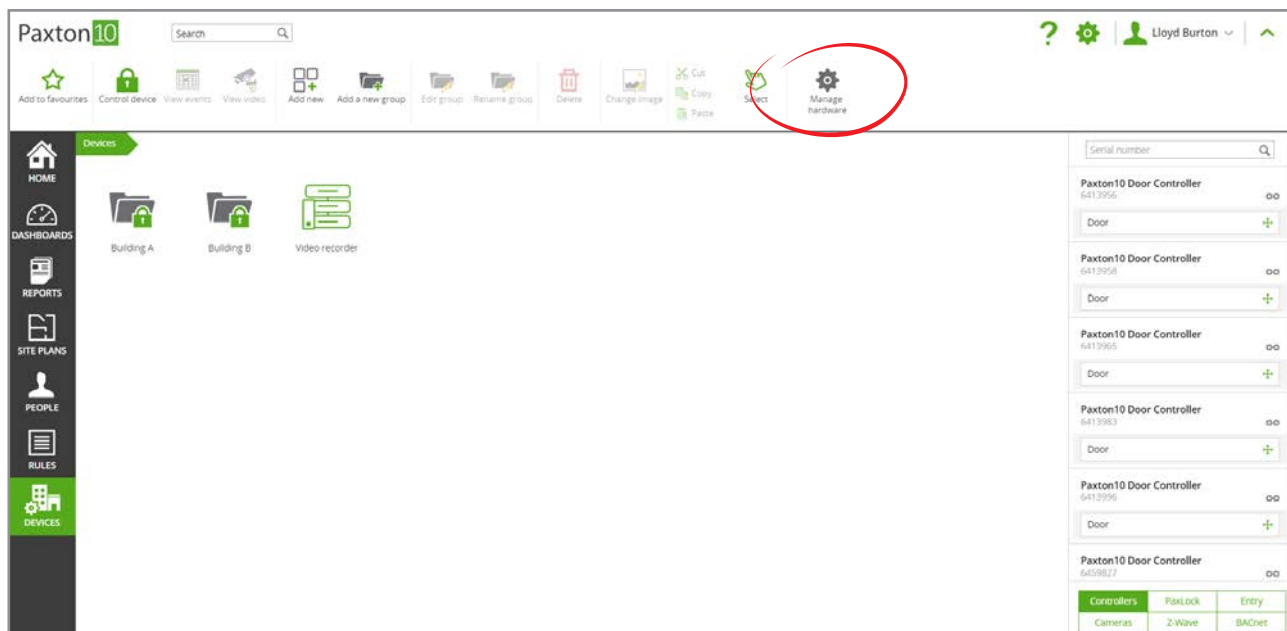 Paxton10
Search
Lloyd Burton
Add to favourites
Control device
View events
View video
Add new
Add a new group
Edit group
Rename group
Delete
Change image
Cut
Copy
Paste
Select
Manage
hardware
HOME
DASHBOARDS
REPORTS
SITE PLANS
PEOPLE
RULES
DEVICES
Devices
Building A
Building B
Video recorder
Serial number
Paxton10 Door Controller
6413956
Door
Paxton10 Door Controller
6413958
Door
Paxton10 Door Controller
6413965
Door
Paxton10 Door Controller
6413983
Door
Paxton10 Door Controller
6413996
Door
Paxton10 Door Controller
6459827
Controllers
PaxLock
Entry
Cameras
Z-Wave
BACnet